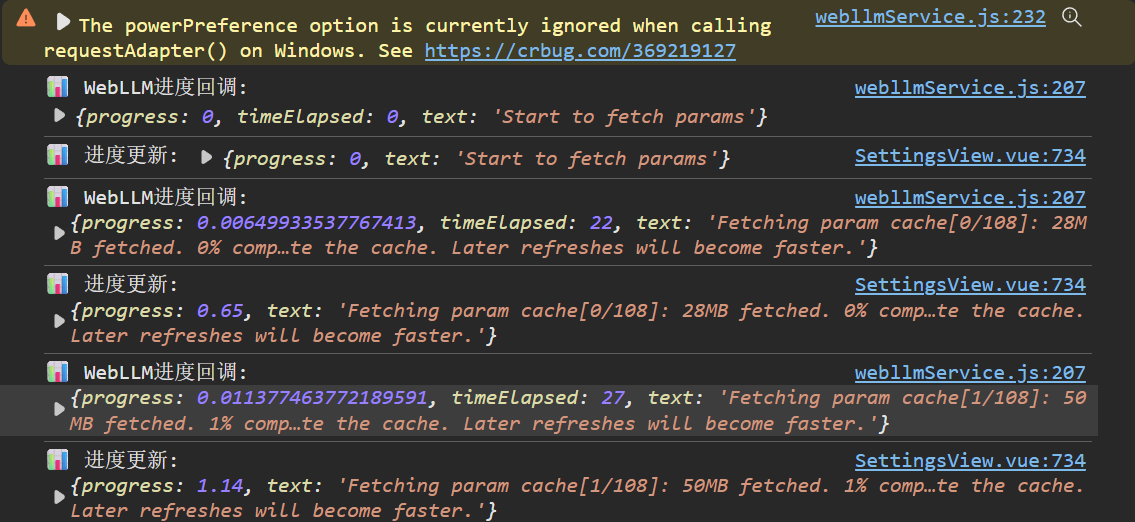 The powerPreference option is currently ignored when calling webllmService.js:232
requestAdapter() on Windows. See https://crbug.com/369219127
WebLLM进度回调: webllmService.js:207
{progress: 0, timeElapsed: 0, text: 'Start to fetch params'}
进度更新: {progress: 0, text: 'Start to fetch params'} SettingsView.vue:734
WebLLM进度回调: webllmService.js:207
{progress: 0.00649933537767413, timeElapsed: 22, text: 'Fetching param cache[0/108]: 28M
B fetched. 0% comp…te the cache. Later refreshes will become faster.'}
进度更新: SettingsView.vue:734
{progress: 0.65, text: 'Fetching param cache[0/108]: 28MB fetched. 0% comp…te the cache.
Later refreshes will become faster.'}
WebLLM进度回调: webllmService.js:207
{progress: 0.011377463772189591, timeElapsed: 27, text: 'Fetching param cache[1/108]: 50
MB fetched. 1% comp…te the cache. Later refreshes will become faster.'}
进度更新: SettingsView.vue:734
{progress: 1.14, text: 'Fetching param cache[1/108]: 50MB fetched. 1% comp…te the cache.
Later refreshes will become faster.'}